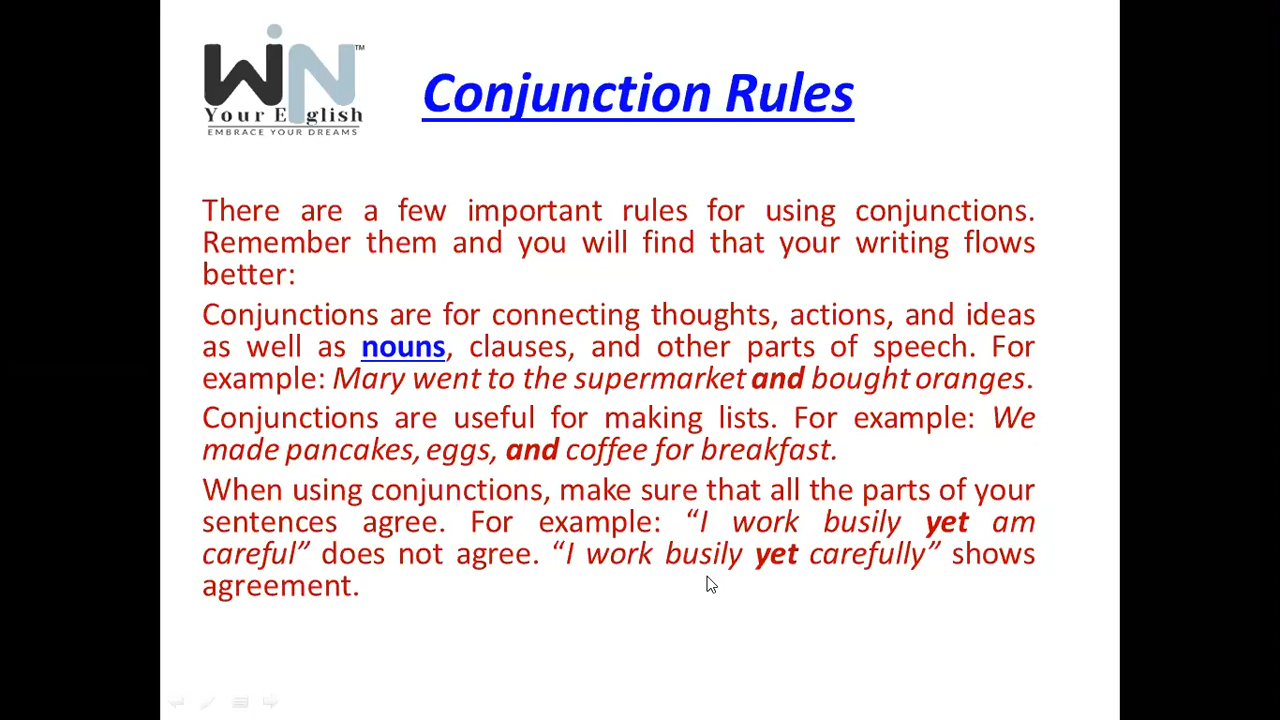 WiN™
Your English
EMBRACE YOUR DREAMS
Conjunction Rules
There are a few important rules for using conjunctions.
Remember them and you will find that your writing flows
better:
Conjunctions are for connecting thoughts, actions, and ideas
as well as nouns, clauses, and other parts of speech. For
example: Mary went to the supermarket and bought oranges.
Conjunctions are useful for making lists. For example: We
made pancakes, eggs, and coffee for breakfast.
When using conjunctions, make sure that all the parts of your
sentences agree. For example: “I work busily yet am
careful” does not agree. “I work busily yet carefully” shows
agreement.